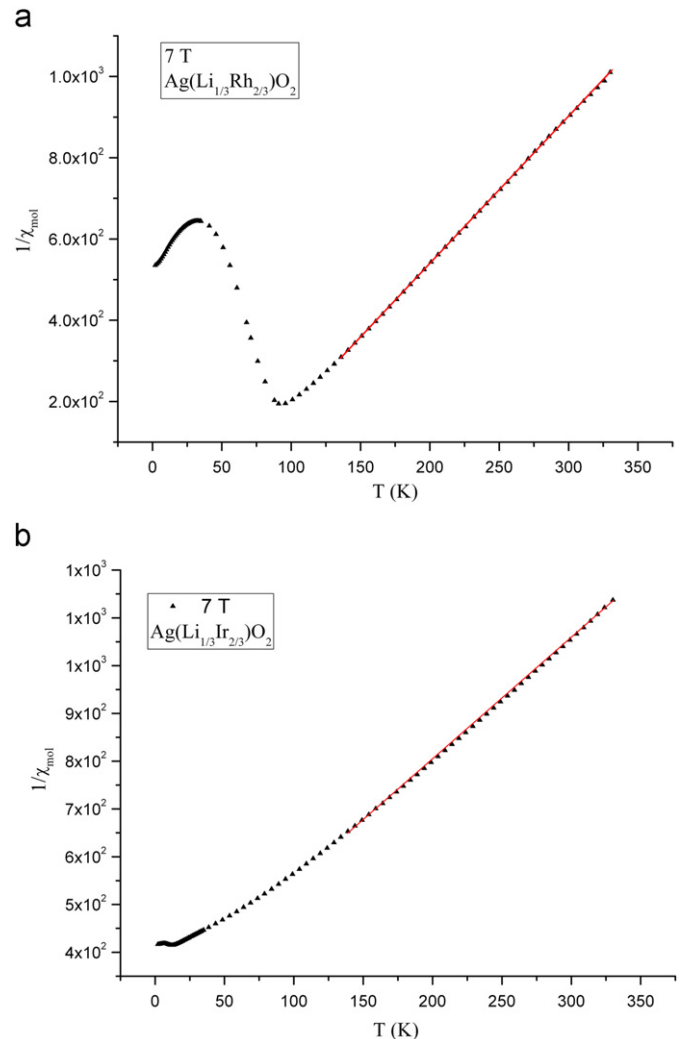 a
7 T
Ag(Li₁/₃Rh₂/₃)O₂
1.0x10³
8.0x10²
6.0x10²
4.0x10²
2.0x10²
1/χmol
0 50 100 150 200 250 300 350
T (K)
b
▲ 7 T
Ag(Li₁/₃Ir₂/₃)O₂
1x10³
1x10³
1x10³
9x10²
8x10²
7x10²
6x10²
5x10²
4x10²
1/χmol
0 50 100 150 200 250 300 350
T (K)